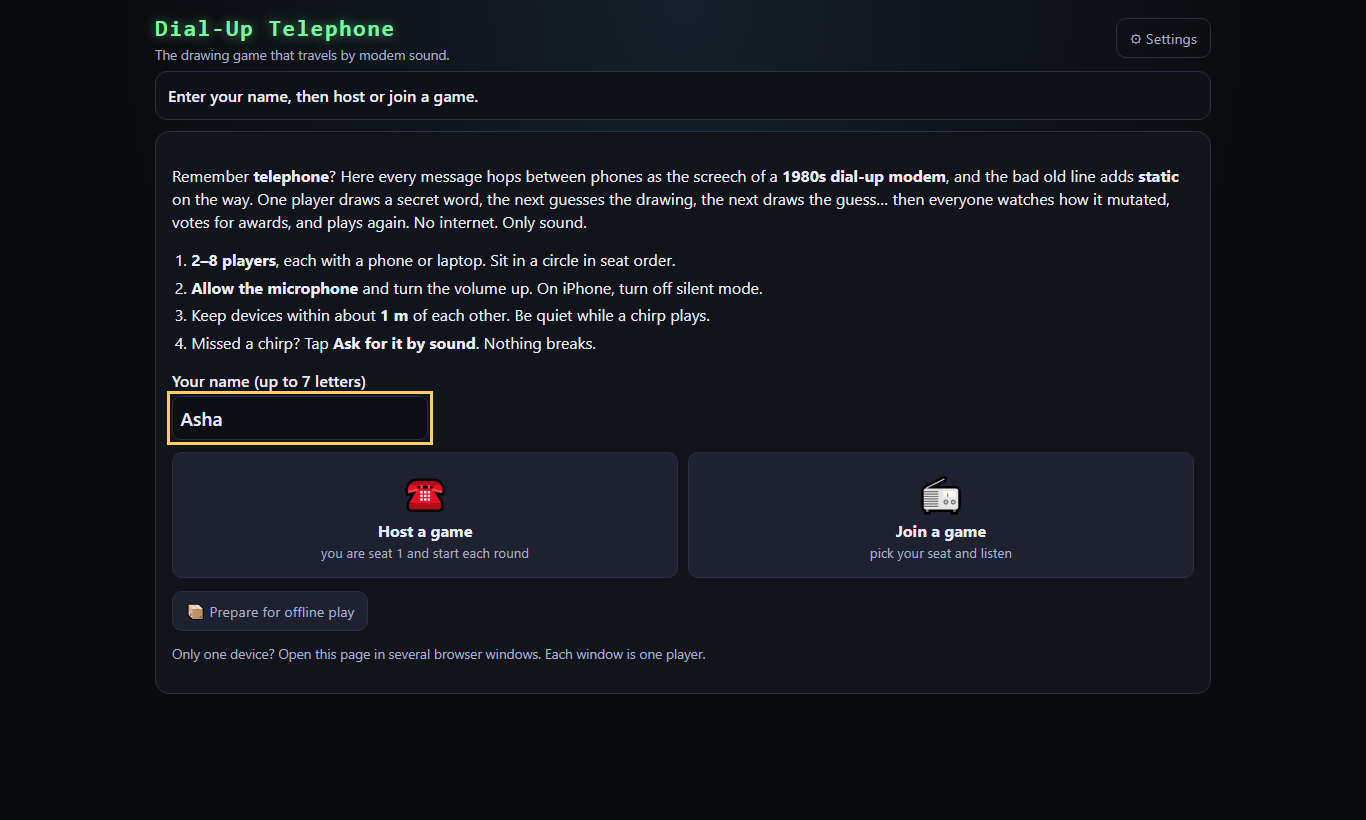 Dial-Up Telephone
The drawing game that travels by modem sound.
⚙ Settings
Enter your name, then host or join a game.
Remember telephone? Here every message hops between phones as the screech of a 1980s dial-up modem, and the bad old line adds static
on the way. One player draws a secret word, the next guesses the drawing, the next draws the guess... then everyone watches how it mutated,
votes for awards, and plays again. No internet. Only sound.
1. 2–8 players, each with a phone or laptop. Sit in a circle in seat order.
2. Allow the microphone and turn the volume up. On iPhone, turn off silent mode.
3. Keep devices within about 1 m of each other. Be quiet while a chirp plays.
4. Missed a chirp? Tap Ask for it by sound. Nothing breaks.
Your name (up to 7 letters)
Asha
Host a game
you are seat 1 and start each round
Join a game
pick your seat and listen
Prepare for offline play
Only one device? Open this page in several browser windows. Each window is one player.